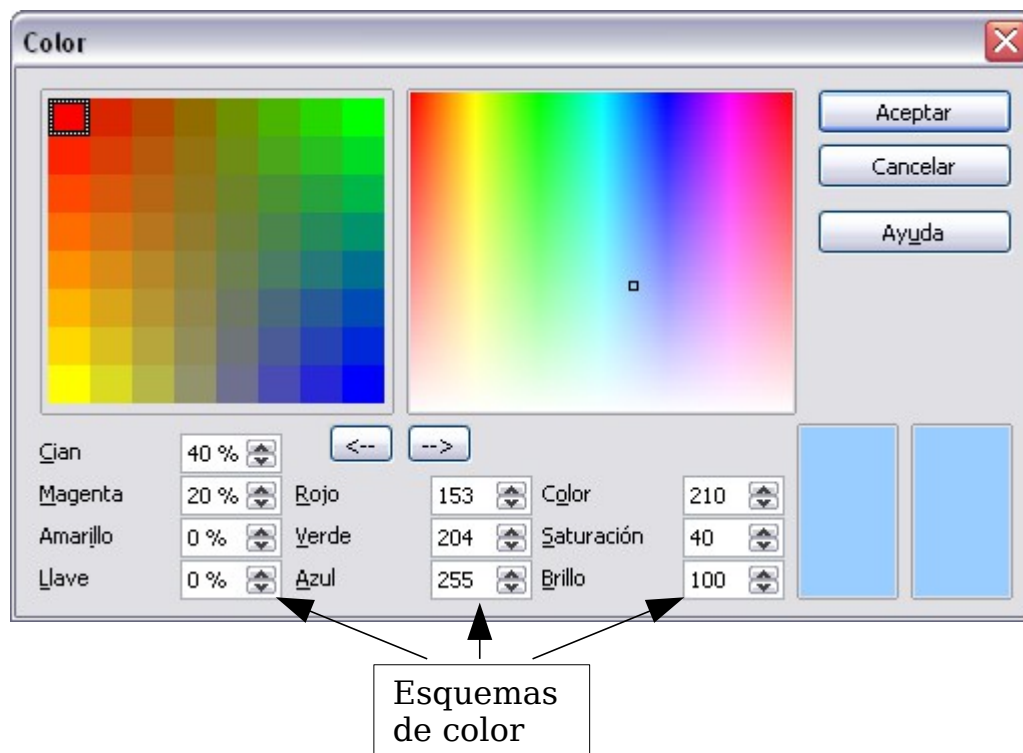 Color
Aceptar
Cancelar
Ayuda
<-- -->
Cian 40 %
Magenta 20 % Rojo 153 Color 210
Amarillo 0 % Verde 204 Saturación 40
Llave 0 % Azul 255 Brillo 100
Esquemas
de color